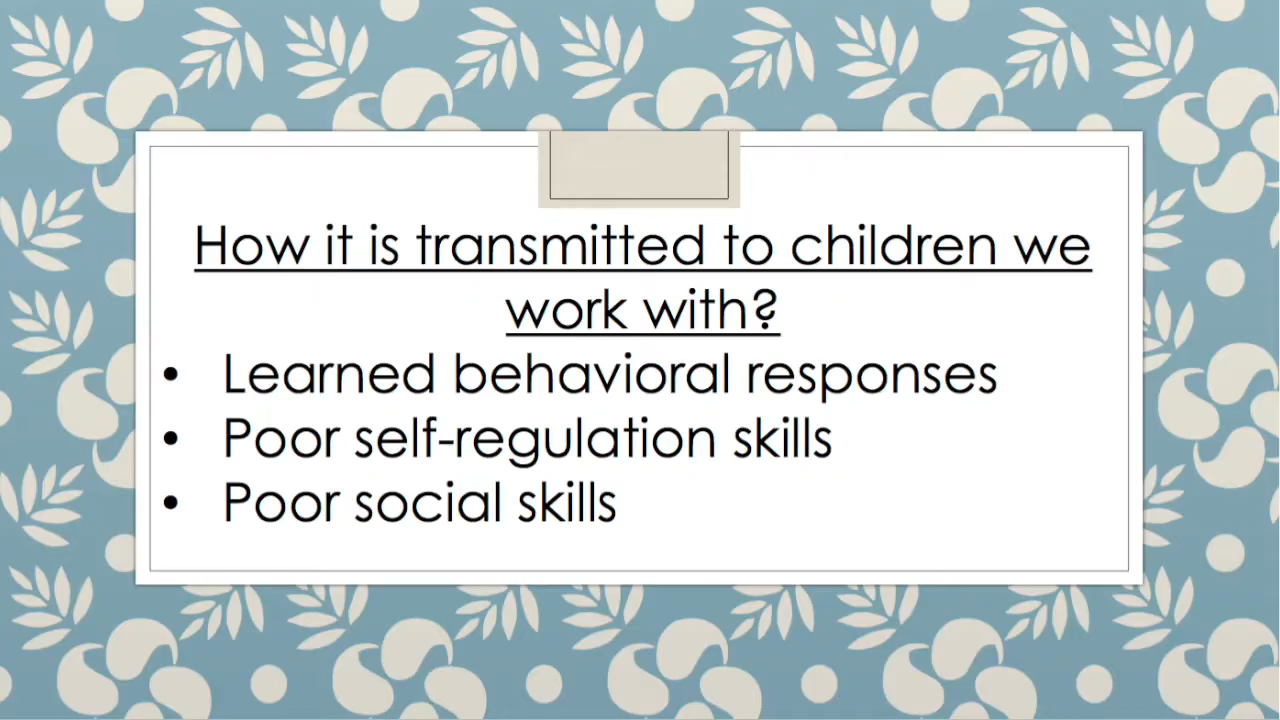 How it is transmitted to children we
work with?
• Learned behavioral responses
• Poor self-regulation skills
• Poor social skills